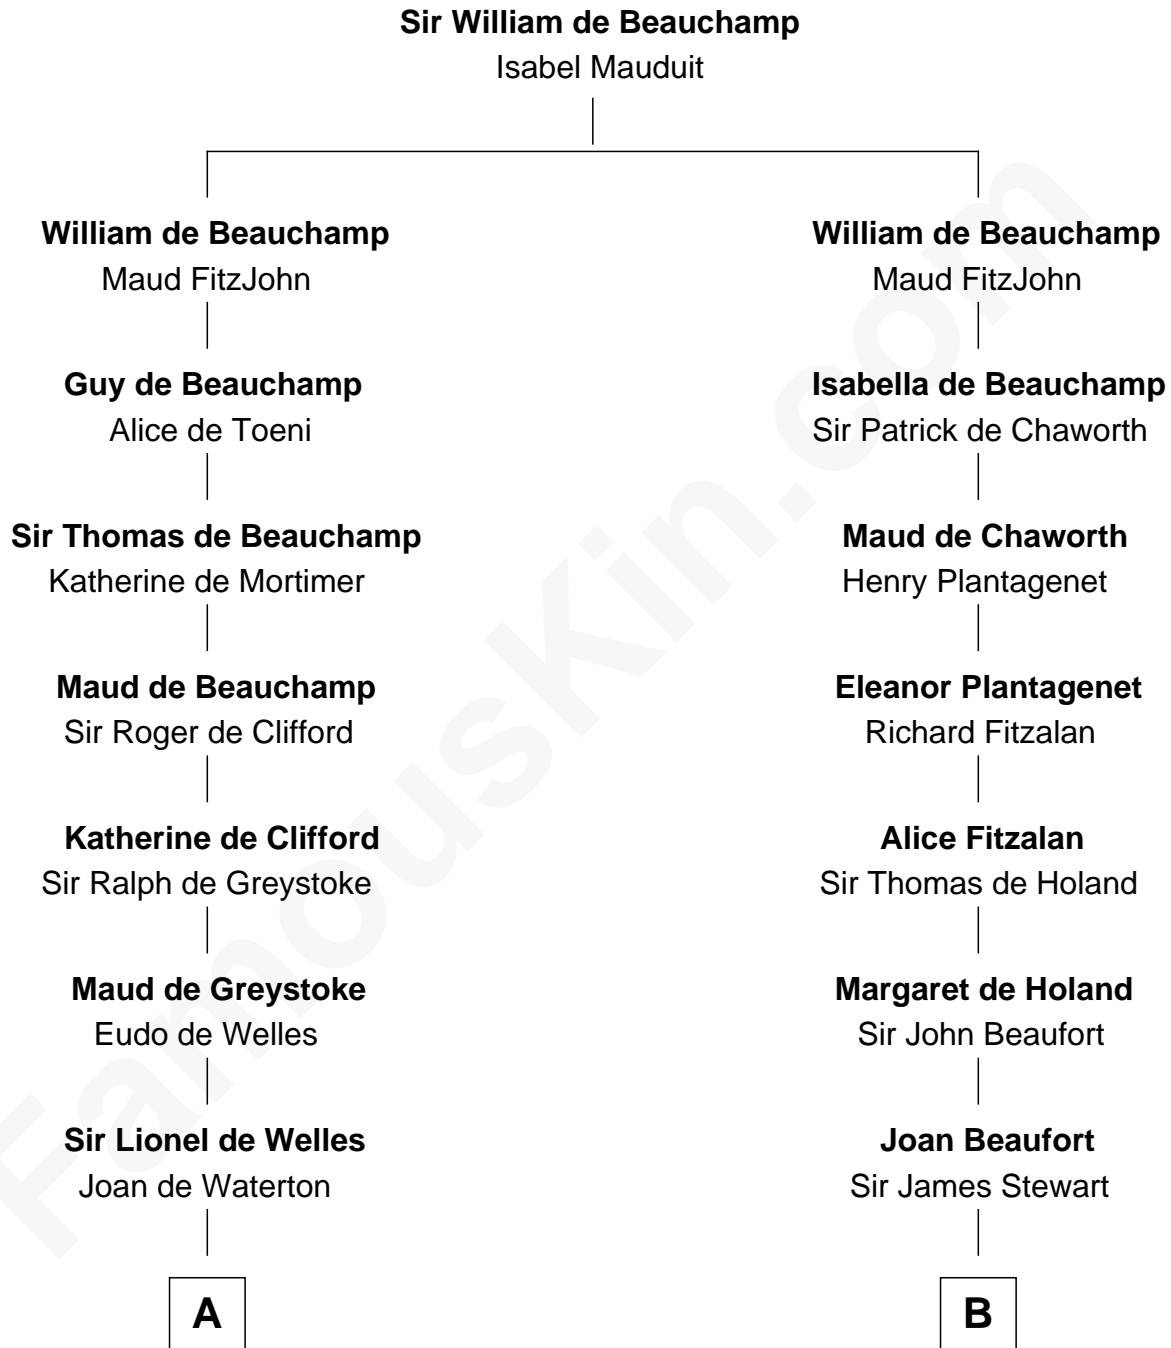 Sir William de Beauchamp
Isabel Mauduit
William de Beauchamp
Maud FitzJohn
William de Beauchamp
Maud FitzJohn
Guy de Beauchamp
Alice de Toeni
Isabella de Beauchamp
Sir Patrick de Chaworth
Sir Thomas de Beauchamp
Katherine de Mortimer
Maud de Chaworth
Henry Plantagenet
Maud de Beauchamp
Sir Roger de Clifford
Eleanor Plantagenet
Richard Fitzalan
Katherine de Clifford
Sir Ralph de Greystoke
Alice Fitzalan
Sir Thomas de Holand
Maud de Greystoke
Eudo de Welles
Margaret de Holand
Sir John Beaufort
Sir Lionel de Welles
Joan de Waterton
Joan Beaufort
Sir James Stewart
A
B
FamousKin.com